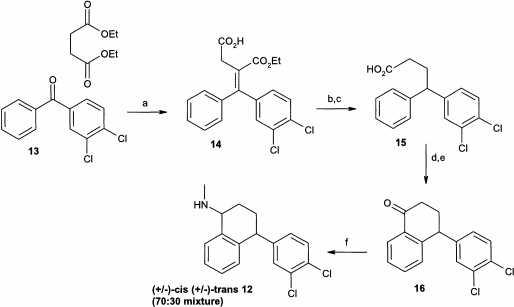 OEt
O
O
OEt
O
Cl
Cl
13
a
CO₂H
CO₂Et
Cl
Cl
14
b,c
HO₂C
Cl
Cl
15
d,e
O
Cl
Cl
16
f
HN
Cl
Cl
(+/-)-cis (+/-)-trans 12
(70:30 mixture)